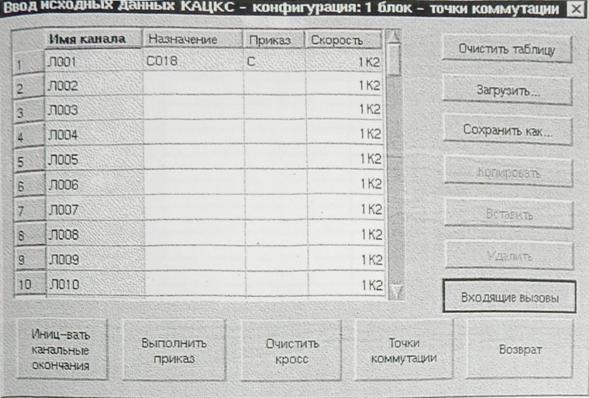 Ввод исходных данных КАЦКС - конфигурация: 1 блок - точки коммутации
Имя канала Назначение Приказ Скорость
1 Л001 С018 С 1К2
2 Л002 1К2
3 Л003 1К2
4 Л004 1К2
5 Л005 1К2
6 Л006 1К2
7 Л007 1К2
8 Л008 1К2
9 Л009 1К2
10 Л010 1К2
Очистить таблицу
Загрузить...
Сохранить как...
Копировать
Вставить
Удалить
Входящие вызовы
Иниц-вать
канальные
окончания
Выполнить
приказ
Очистить
кросс
Точки
коммутации
Возврат